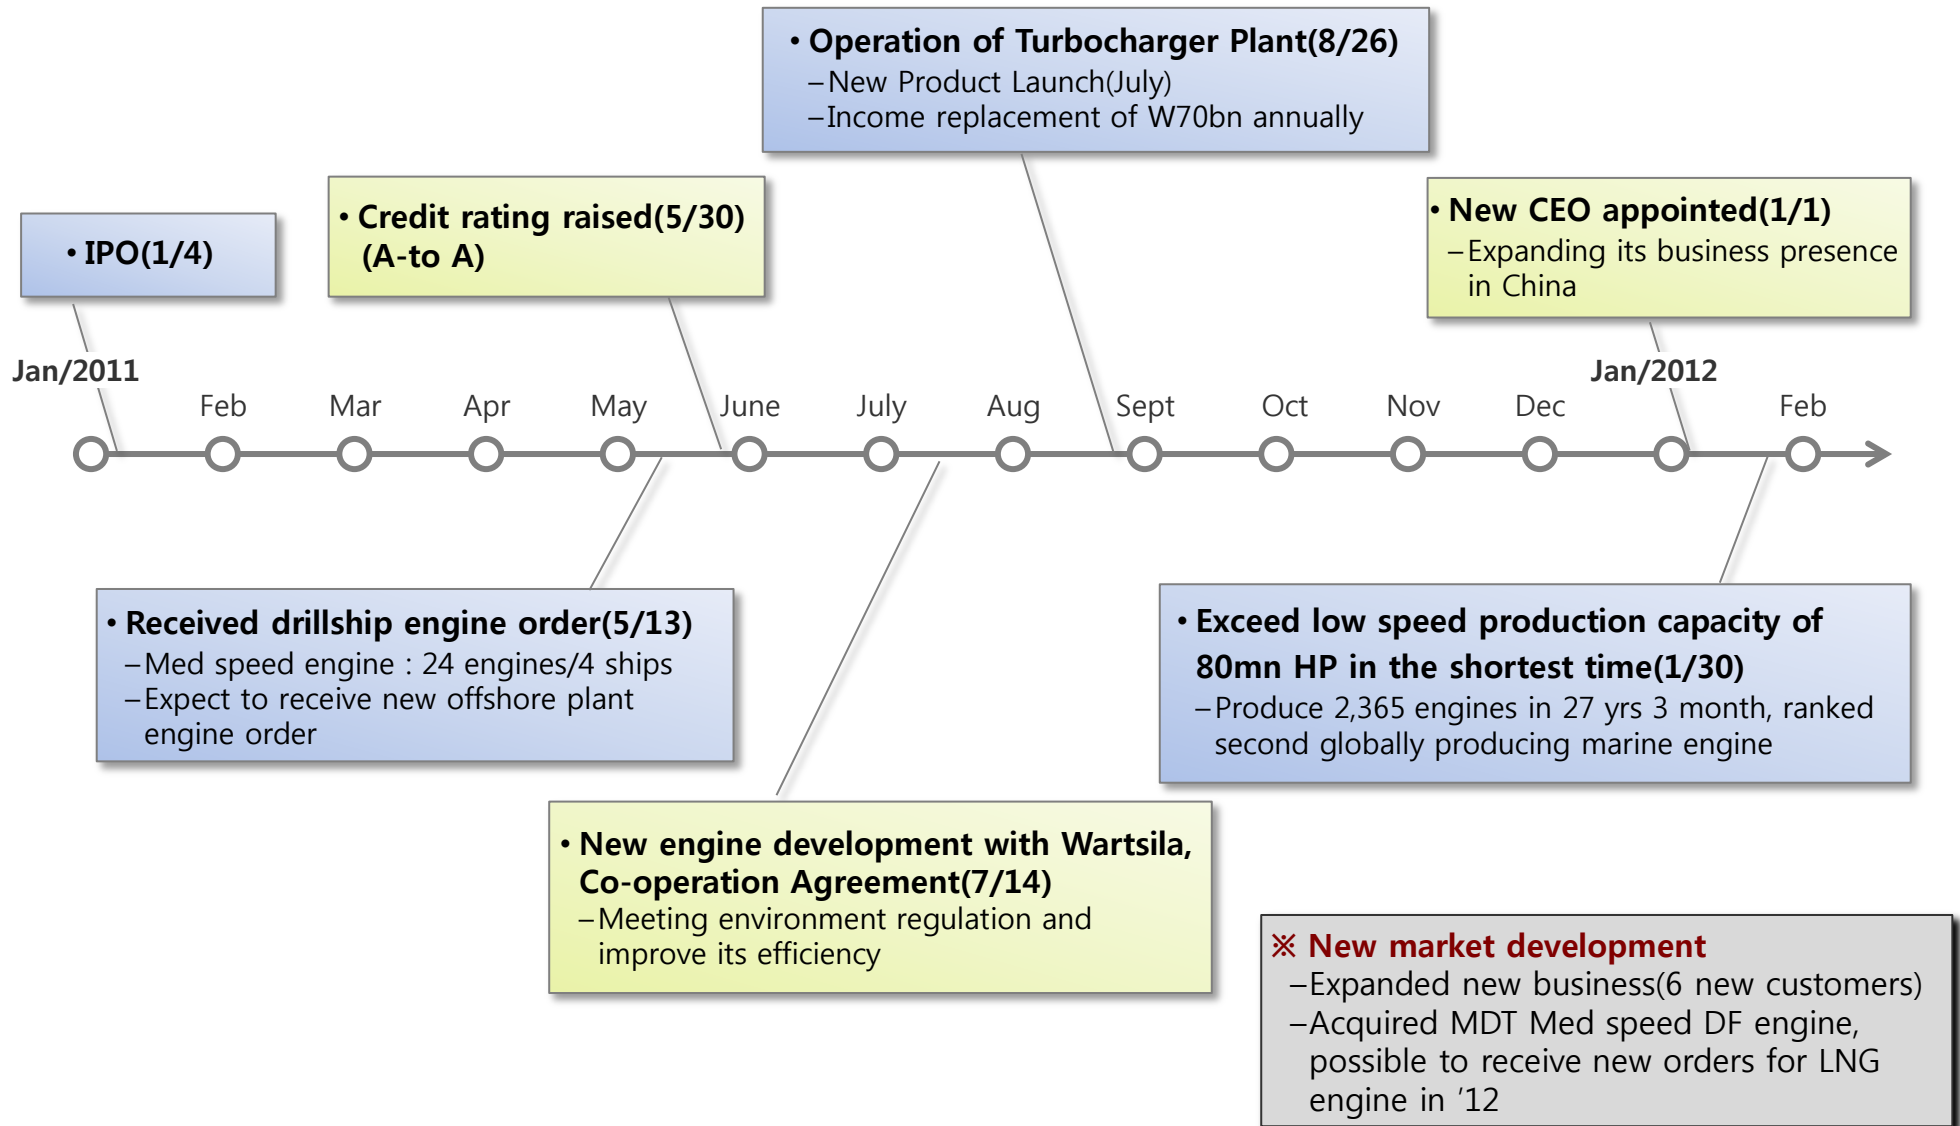 • Operation of Turbocharger Plant(8/26)
–New Product Launch(July)
–Income replacement of W70bn annually
• IPO(1/4)
• Credit rating raised(5/30)
(A-to A)
• New CEO appointed(1/1)
–Expanding its business presence
in China
Jan/2011
Feb
Mar
Apr
May
June
July
Aug
Sept
Oct
Nov
Dec
Jan/2012
Feb
• Received drillship engine order(5/13)
–Med speed engine : 24 engines/4 ships
–Expect to receive new offshore plant
engine order
• Exceed low speed production capacity of
80mn HP in the shortest time(1/30)
–Produce 2,365 engines in 27 yrs 3 month, ranked
second globally producing marine engine
• New engine development with Wartsila,
Co-operation Agreement(7/14)
–Meeting environment regulation and
improve its efficiency
※ New market development
–Expanded new business(6 new customers)
–Acquired MDT Med speed DF engine,
possible to receive new orders for LNG
engine in ’12